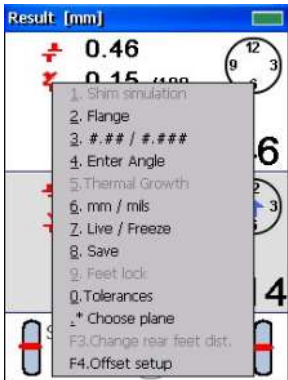 Result [mm]
0.46
12
9
3
0.15 /100
6
1. Shim simulation
2. Flange
3. #.## / #.###
4. Enter Angle
6
5. Thermal Growth
6. mm / mils
3
7. Live / Freeze
8. Save
9. Feet lock
0.Tolerances
4
.* Choose plane
S
F3.Change rear feet dist.
F4.Offset setup